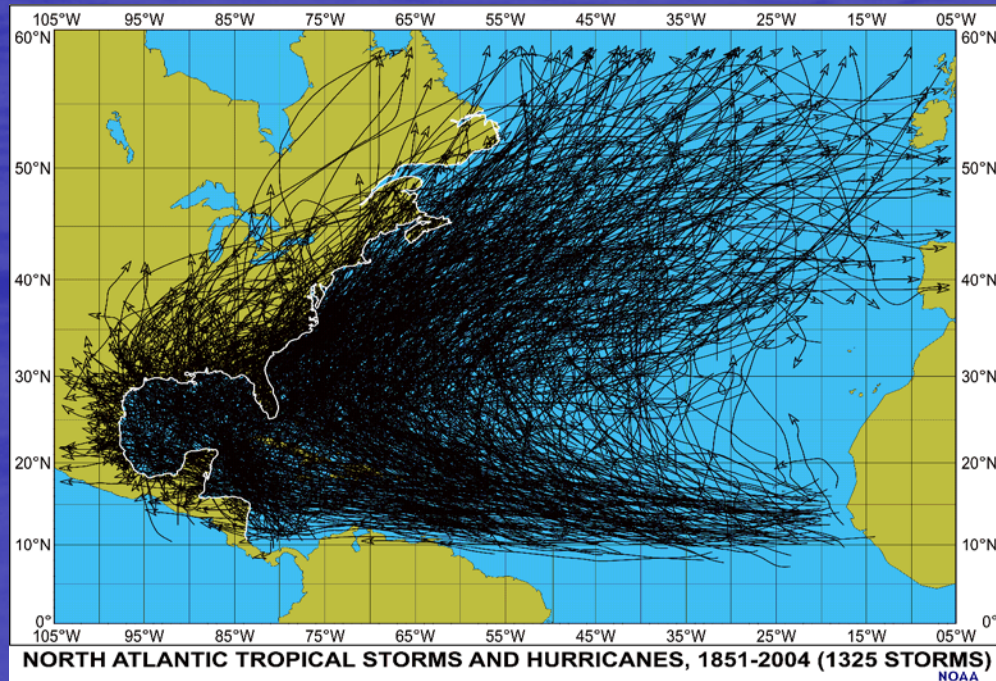 105°W 95°W 85°W 75°W 65°W 55°W 45°W 35°W 25°W 15°W 05°W
60°N 60°N
50°N 50°N
40°N 40°N
30°N 30°N
20°N 20°N
10°N 10°N
0° 0°
105°W 95°W 85°W 75°W 65°W 55°W 45°W 35°W 25°W 15°W 05°W
NORTH ATLANTIC TROPICAL STORMS AND HURRICANES, 1851-2004 (1325 STORMS)
NOAA